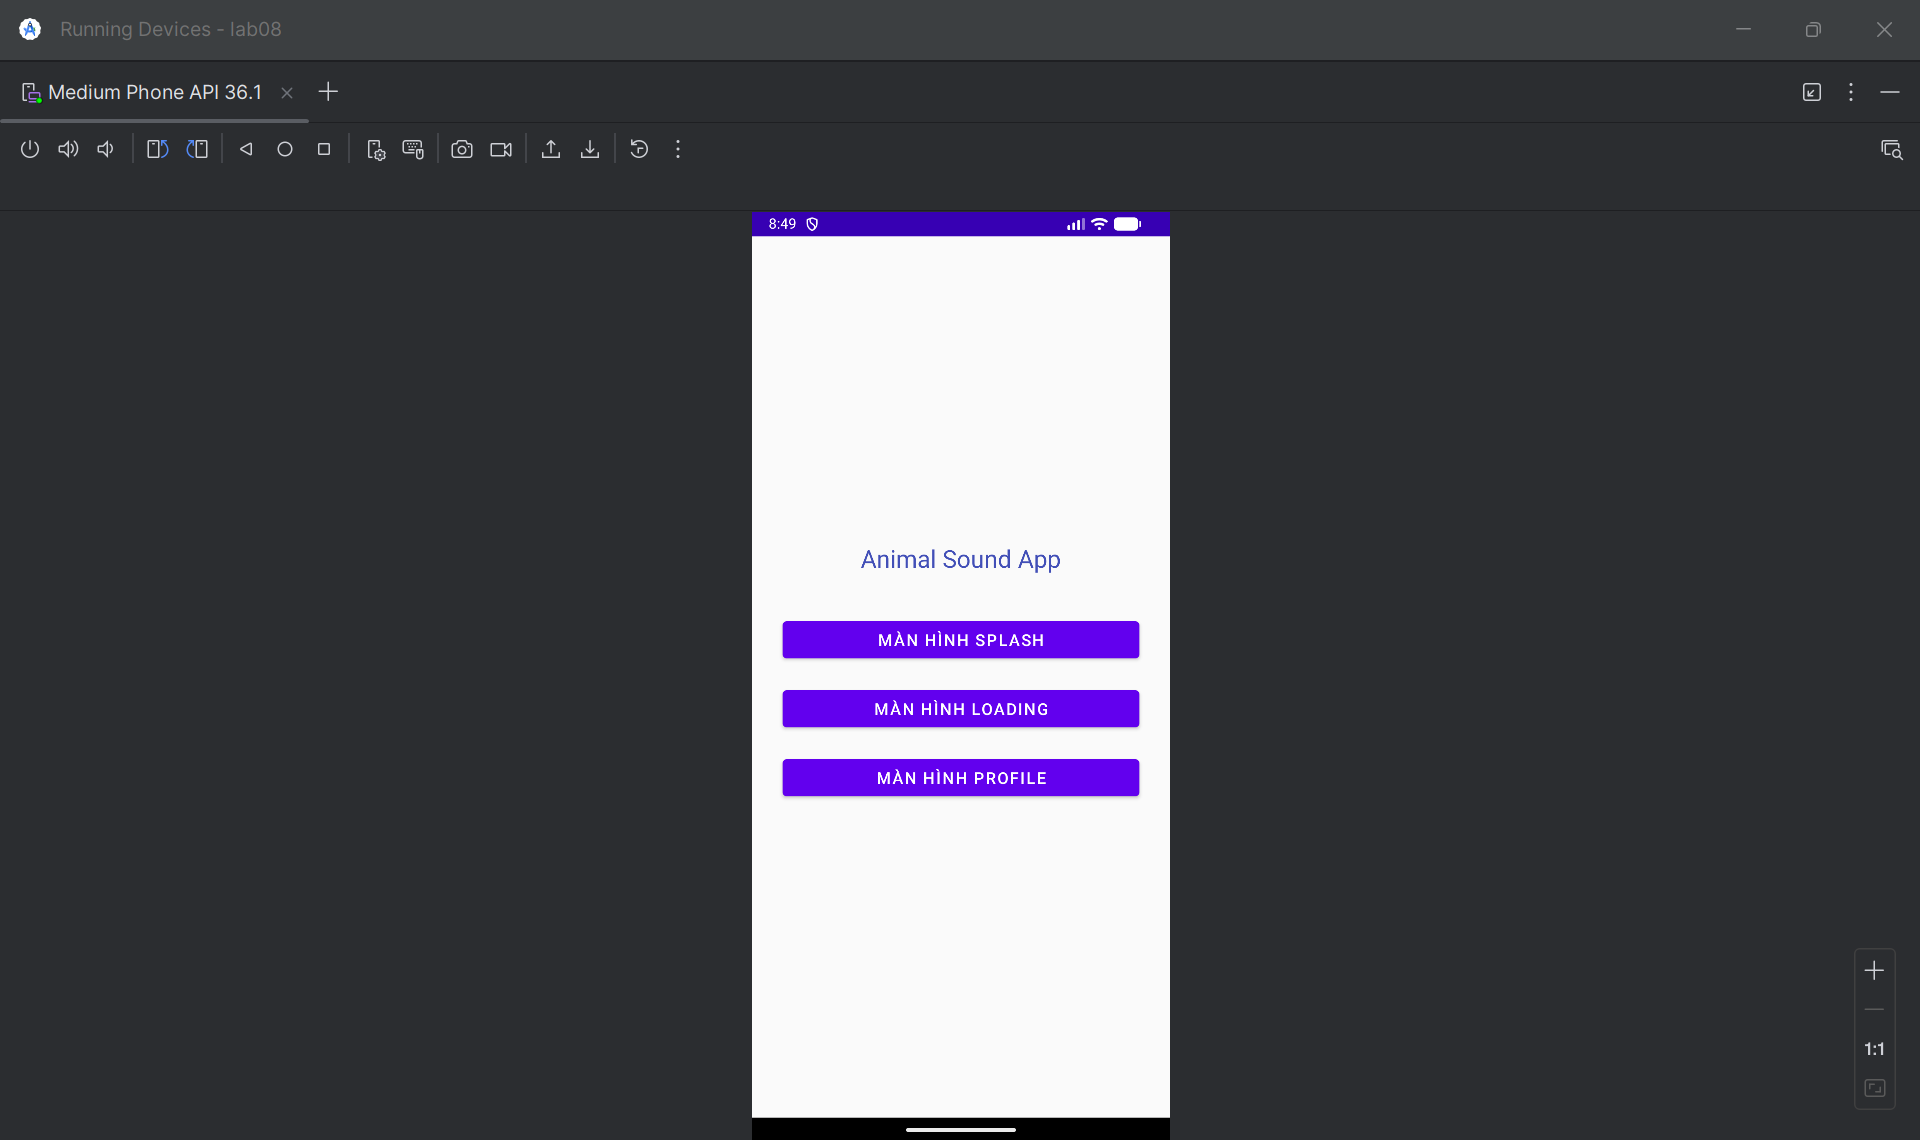 Running Devices - lab08
Medium Phone API 36.1
8:49
Animal Sound App
MÀN HÌNH SPLASH
MÀN HÌNH LOADING
MÀN HÌNH PROFILE
1:1